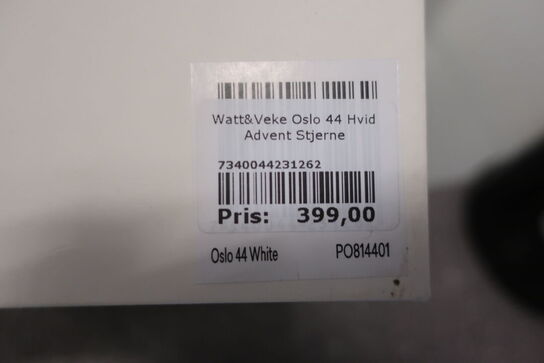 Watt&Veke Oslo 44 Hvid
Advent Stjerne
7340044231262
Pris: 399,00
Oslo 44 White PO814401